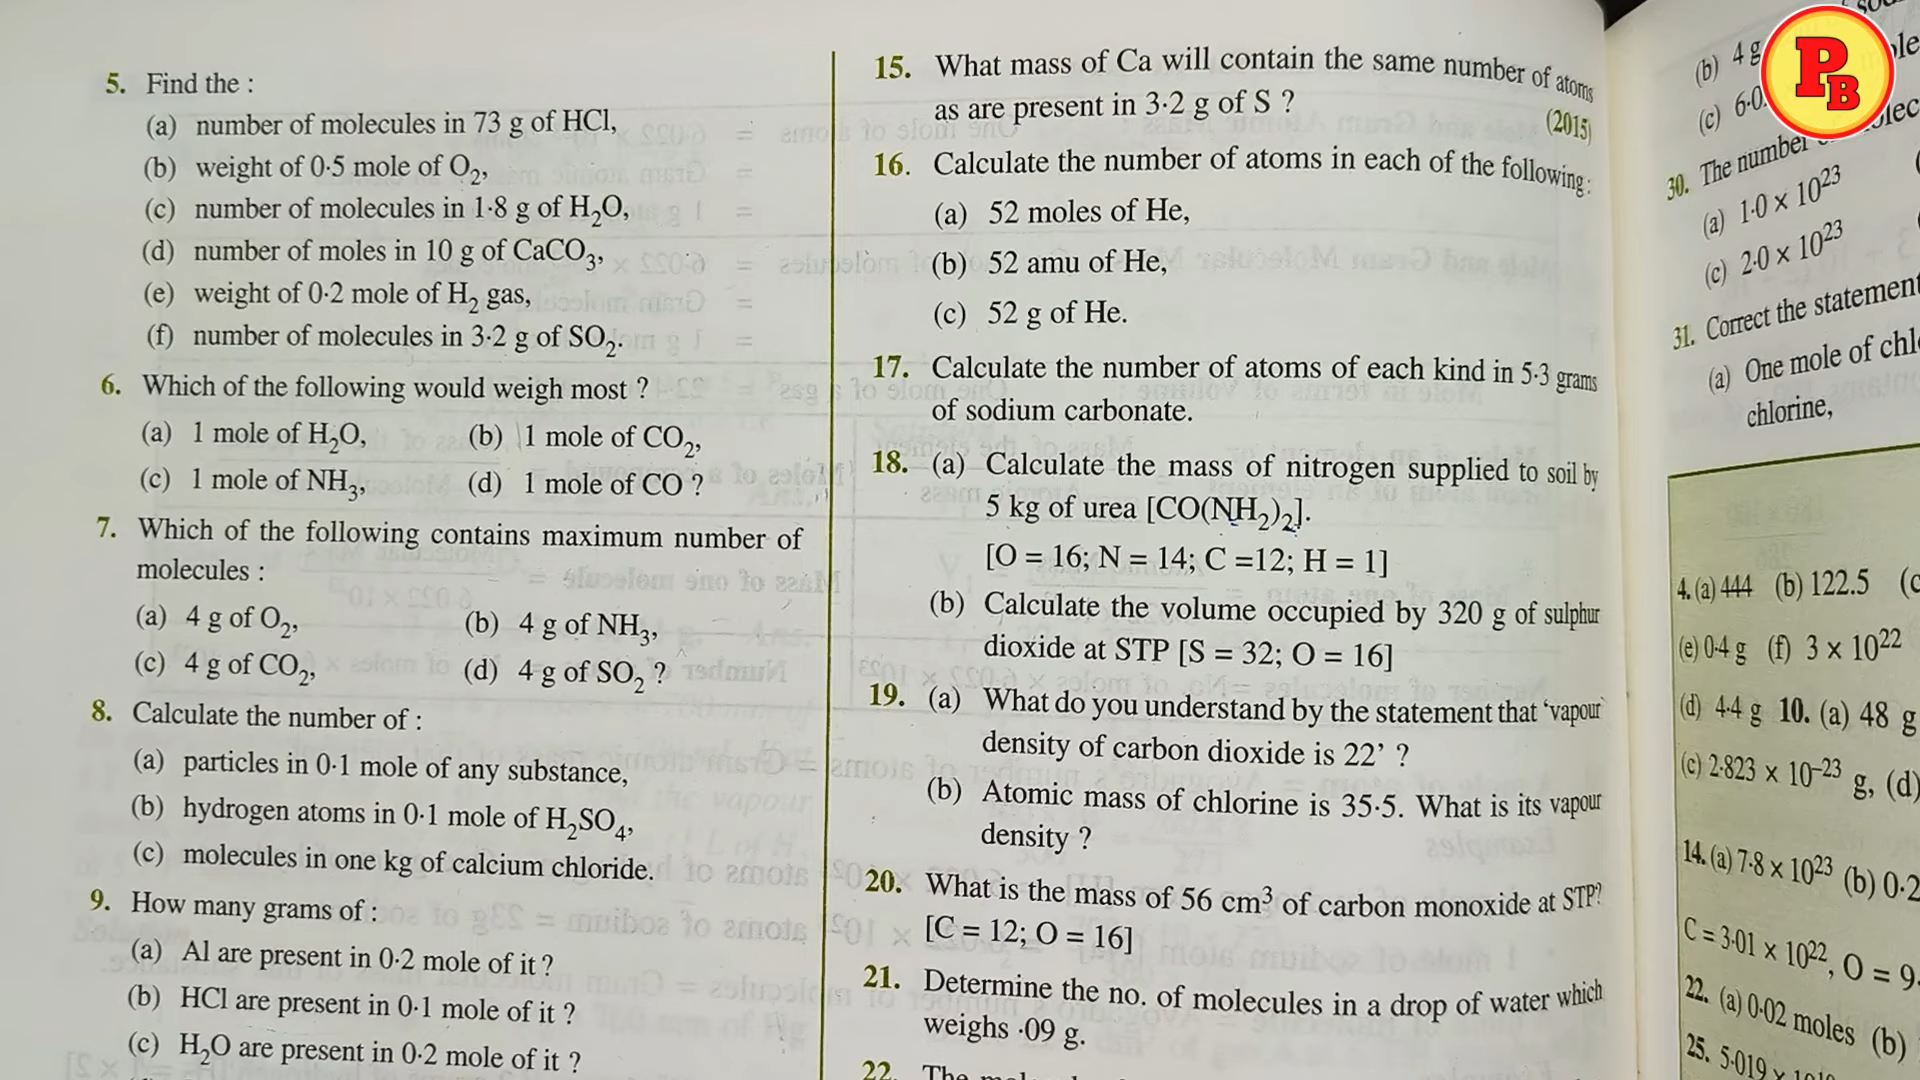 5. Find the :
(a) number of molecules in 73 g of HCl,
(b) weight of 0·5 mole of O₂,
(c) number of molecules in 1·8 g of H₂O,
(d) number of moles in 10 g of CaCO₃,
(e) weight of 0·2 mole of H₂ gas,
(f) number of molecules in 3·2 g of SO₂.
6. Which of the following would weigh most ?
(a) 1 mole of H₂O, (b) 1 mole of CO₂,
(c) 1 mole of NH₃, (d) 1 mole of CO ?
7. Which of the following contains maximum number of
molecules :
(a) 4 g of O₂, (b) 4 g of NH₃,
(c) 4 g of CO₂, (d) 4 g of SO₂ ?
8. Calculate the number of :
(a) particles in 0·1 mole of any substance,
(b) hydrogen atoms in 0·1 mole of H₂SO₄,
(c) molecules in one kg of calcium chloride.
9. How many grams of :
(a) Al are present in 0·2 mole of it ?
(b) HCl are present in 0·1 mole of it ?
(c) H₂O are present in 0·2 mole of it ?
15. What mass of Ca will contain the same number of atoms
as are present in 3·2 g of S ?
(2015)
16. Calculate the number of atoms in each of the following :
(a) 52 moles of He,
(b) 52 amu of He,
(c) 52 g of He.
17. Calculate the number of atoms of each kind in 5·3 grams
of sodium carbonate.
18. (a) Calculate the mass of nitrogen supplied to soil by
5 kg of urea [CO(NH₂)₂].
[O = 16; N = 14; C =12; H = 1]
(b) Calculate the volume occupied by 320 g of sulphur
dioxide at STP [S = 32; O = 16]
19. (a) What do you understand by the statement that ‘vapour
density of carbon dioxide is 22’ ?
(b) Atomic mass of chlorine is 35·5. What is its vapour
density ?
20. What is the mass of 56 cm³ of carbon monoxide at STP?
[C = 12; O = 16]
21. Determine the no. of molecules in a drop of water which
weighs ·09 g.
22. The
(b) 4 g
(c) 6·0
30. The number
(a) 1·0 × 10²³
(c) 2·0 × 10²³
31. Correct the statement
(a) One mole of
chlorine,
4. (a) 444 (b) 122.5
(e) 0·4 g (f) 3 × 10²²
(d) 4·4 g 10. (a) 48 g
(c) 2·823 × 10⁻²³ g, (d)
14. (a) 7·8 × 10²³ (b) 0·2
C = 3·01 × 10²², O = 9·
22. (a) 0·02 moles (b)
25. 5·019 ×
PB